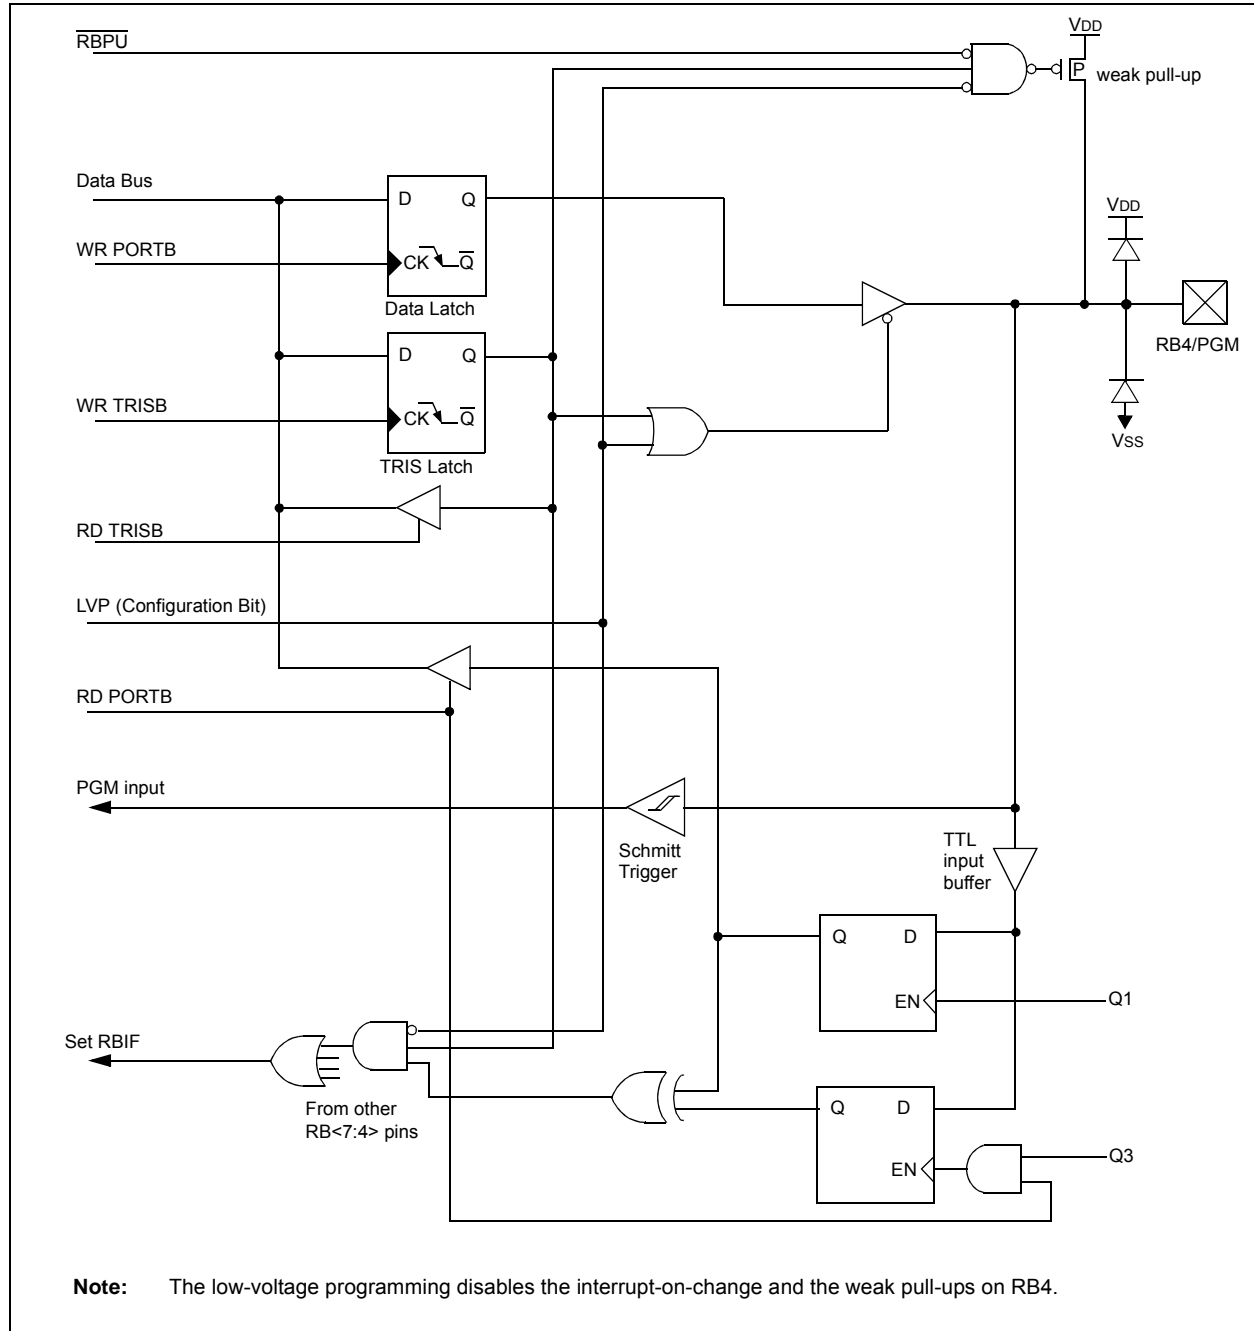 RBPU
VDD
P
weak pull-up
Data Bus
D Q
VDD
WR PORTB
CK Q
Data Latch
D Q
RB4/PGM
WR TRISB
CK Q
VSS
TRIS Latch
RD TRISB
LVP (Configuration Bit)
RD PORTB
PGM input
Schmitt
Trigger
TTL
input
buffer
Q D
EN
Q1
Set RBIF
From other
RB<7:4> pins
Q D
EN
Q3
Note: The low-voltage programming disables the interrupt-on-change and the weak pull-ups on RB4.